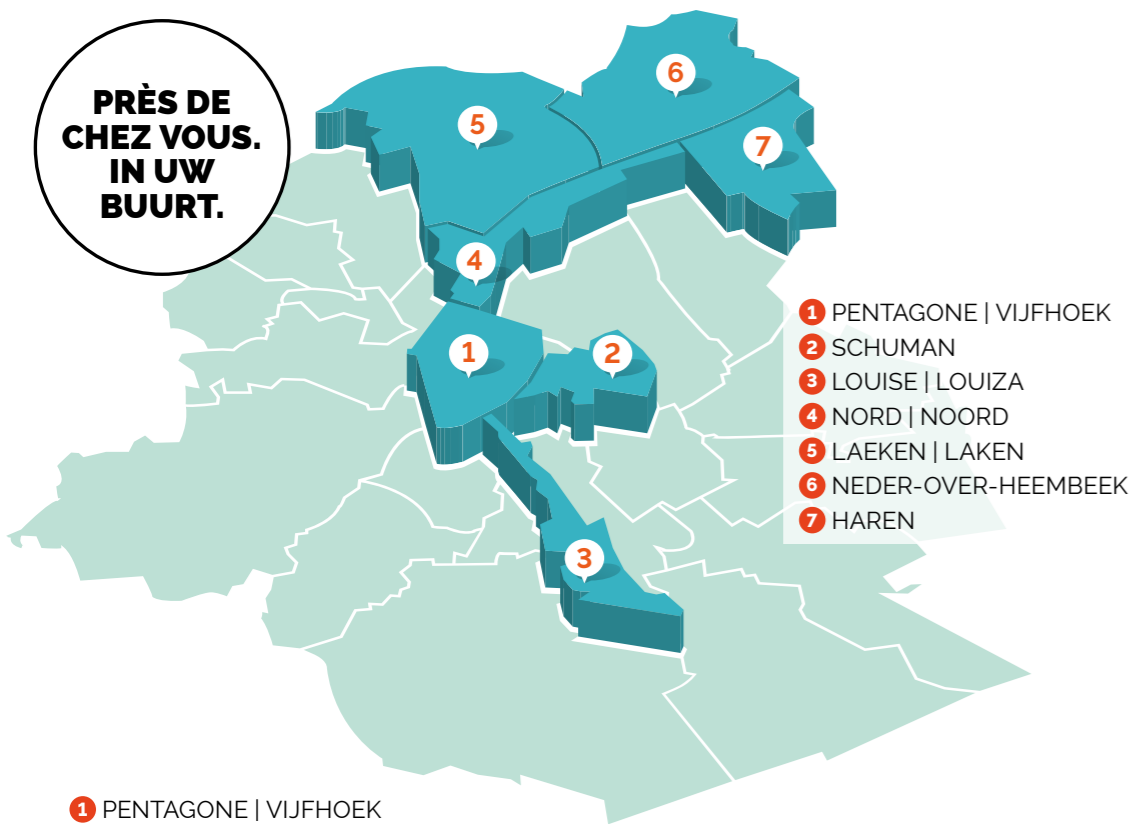 PRÈS DE
CHEZ VOUS.
IN UW
BUURT.
6
5
7
4
1
2
3
1 PENTAGONE | VIJFHOEK
2 SCHUMAN
3 LOUISE | LOUIZA
4 NORD | NOORD
5 LAEKEN | LAKEN
6 NEDER-OVER-HEEMBEEK
7 HAREN
1 PENTAGONE | VIJFHOEK